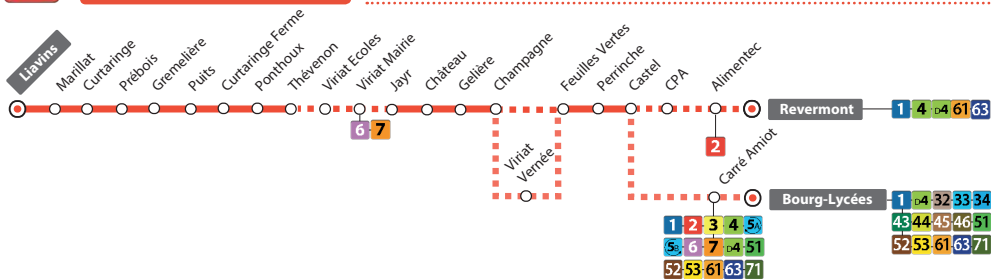 Liavins
Marillat
Curtaringe
Prébois
Gremelière
Puits
Curtaringe Ferme
Ponthoux
Thévenon
Viriat Ecoles
Viriat Mairie
6 7
Jayr
Château
Gelière
Champagne
Viriat
Vernée
Feuilles Vertes
Perrinche
Castel
CPA
Alimentec
2
Revermont
1 4 D4 61 63
Carré Amiot
1 2 3 4 5A
5B 6 7 D4 51
52 53 61 63 71
Bourg-Lycées
1 D4 32 33 34
43 44 45 46 51
52 53 61 63 71